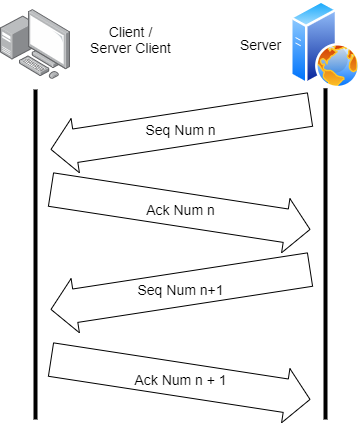 Client /
Server Client
Server
Seq Num n
Ack Num n
Seq Num n+1
Ack Num n + 1